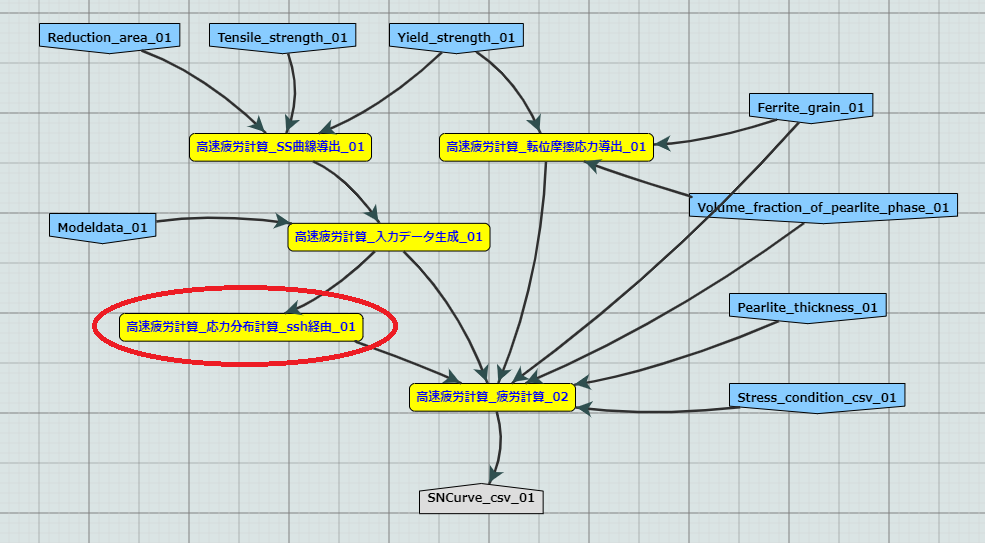 Reduction_area_01
Tensile_strength_01
Yield_strength_01
Ferrite_grain_01
高速疲労計算_SS曲線導出_01
高速疲労計算_転位摩擦応力導出_01
Volume_fraction_of_pearlite_phase_01
Modeldata_01
高速疲労計算_入力データ生成_01
Pearlite_thickness_01
高速疲労計算_応力分布計算_ssh経由_01
高速疲労計算_疲労計算_02
Stress_condition_csv_01
SNCurve_csv_01